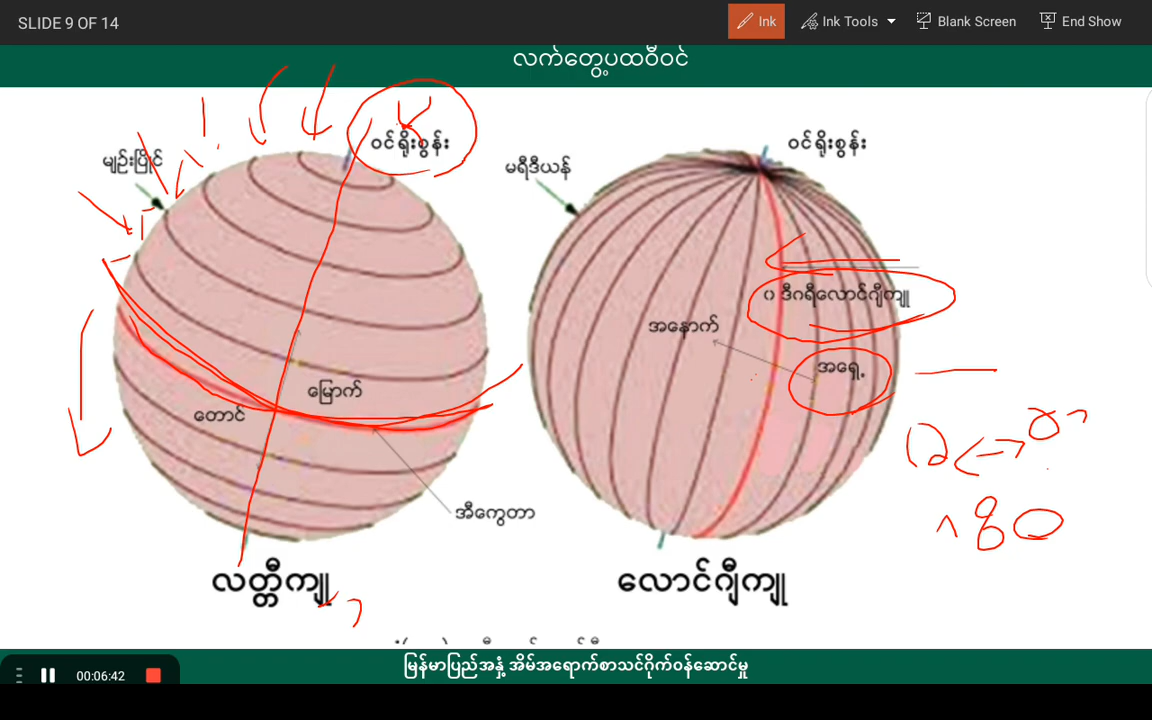 SLIDE 9 OF 14
Ink
Ink Tools
Blank Screen
End Show
လက်တွေ့ပထဝီဝင်
မျဉ်းပြိုင်
ဝင်ရိုးစွန်း
မြောက်
တောင်
အီကွေတာ
လတ္တီကျု
မရီဒီယန်
ဝင်ရိုးစွန်း
၀ ဒီဂရီလောင်ဂျီကျု
အနောက်
အရှေ့
180
လောင်ဂျီကျု
မြန်မာပြည်အနှံ့ အိမ်အရောက်စာသင်ဂိုက်ဝန်ဆောင်မှု
00:06:42